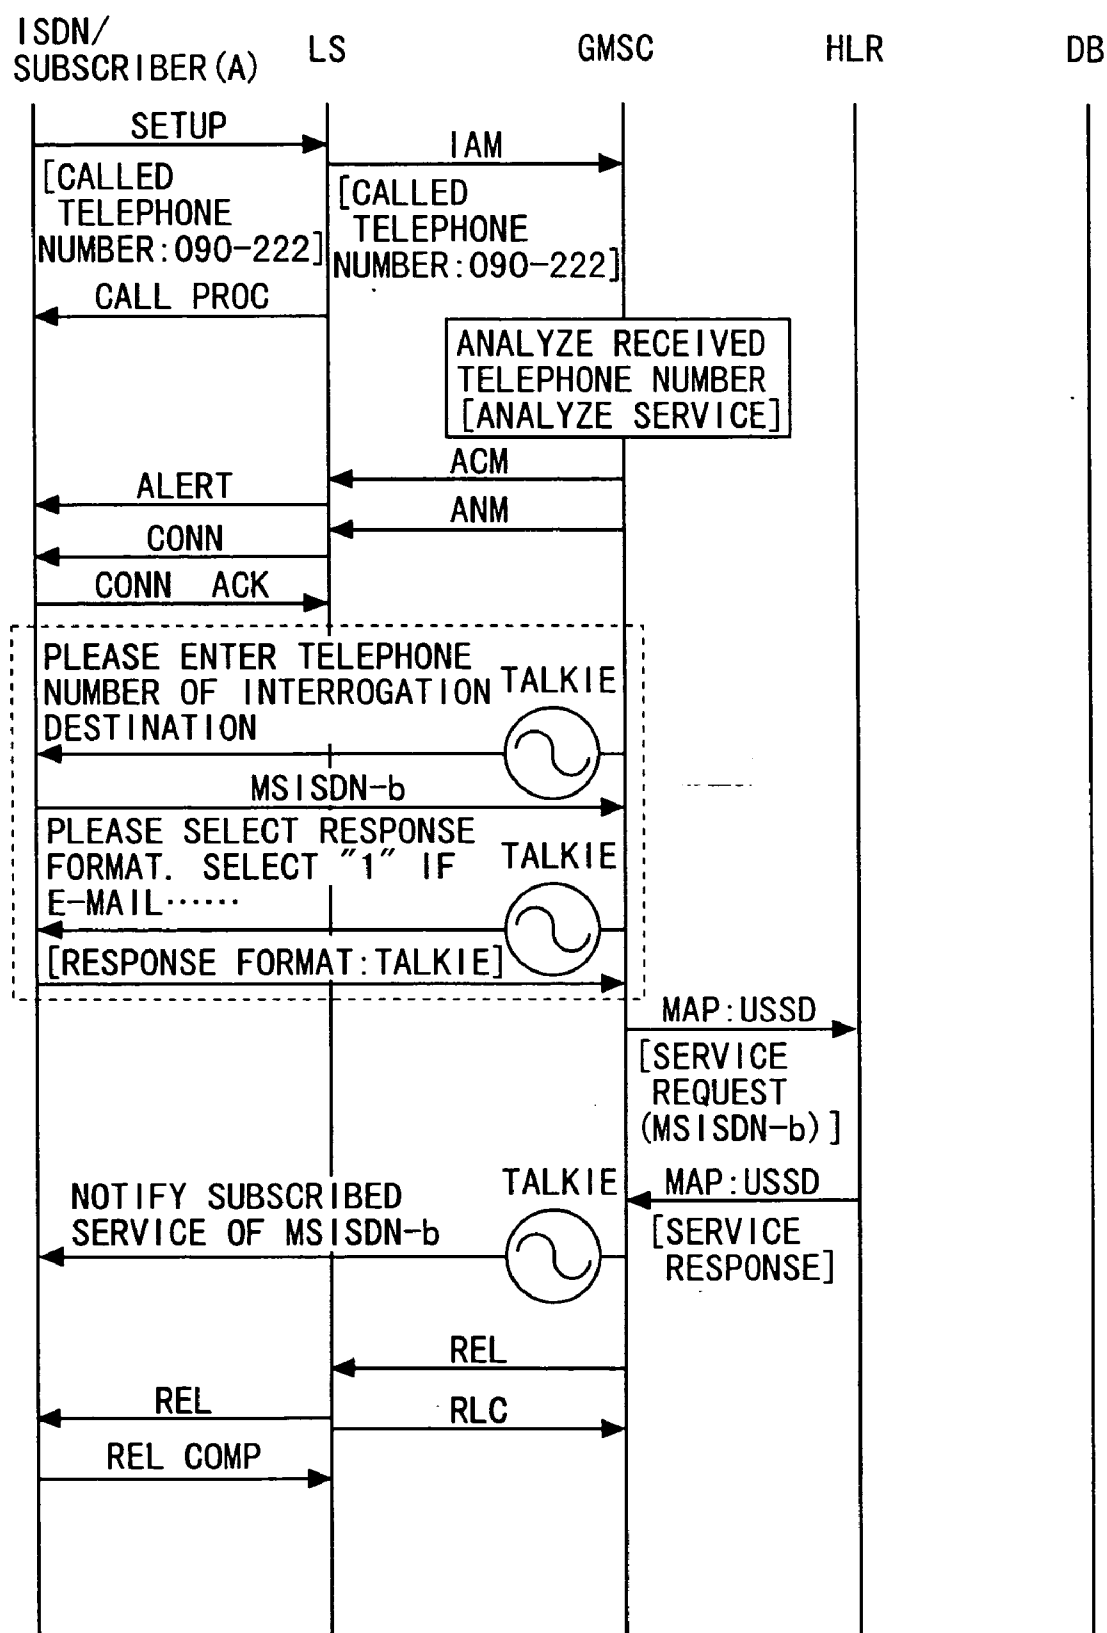 ISDN/
SUBSCRIBER(A)
LS
GMSC
HLR
DB
SETUP
IAM
[CALLED
TELEPHONE
NUMBER:090-222]
[CALLED
TELEPHONE
NUMBER:090-222]
CALL PROC
ANALYZE RECEIVED
TELEPHONE NUMBER
[ANALYZE SERVICE]
ACM
ALERT
ANM
CONN
CONN ACK
PLEASE ENTER TELEPHONE
NUMBER OF INTERROGATION
DESTINATION
TALKIE
MSISDN-b
PLEASE SELECT RESPONSE
FORMAT. SELECT "1" IF
E-MAIL······
TALKIE
[RESPONSE FORMAT:TALKIE]
MAP:USSD
[SERVICE
REQUEST
(MSISDN-b)]
TALKIE
MAP:USSD
NOTIFY SUBSCRIBED
SERVICE OF MSISDN-b
[SERVICE
RESPONSE]
REL
REL
RLC
REL COMP